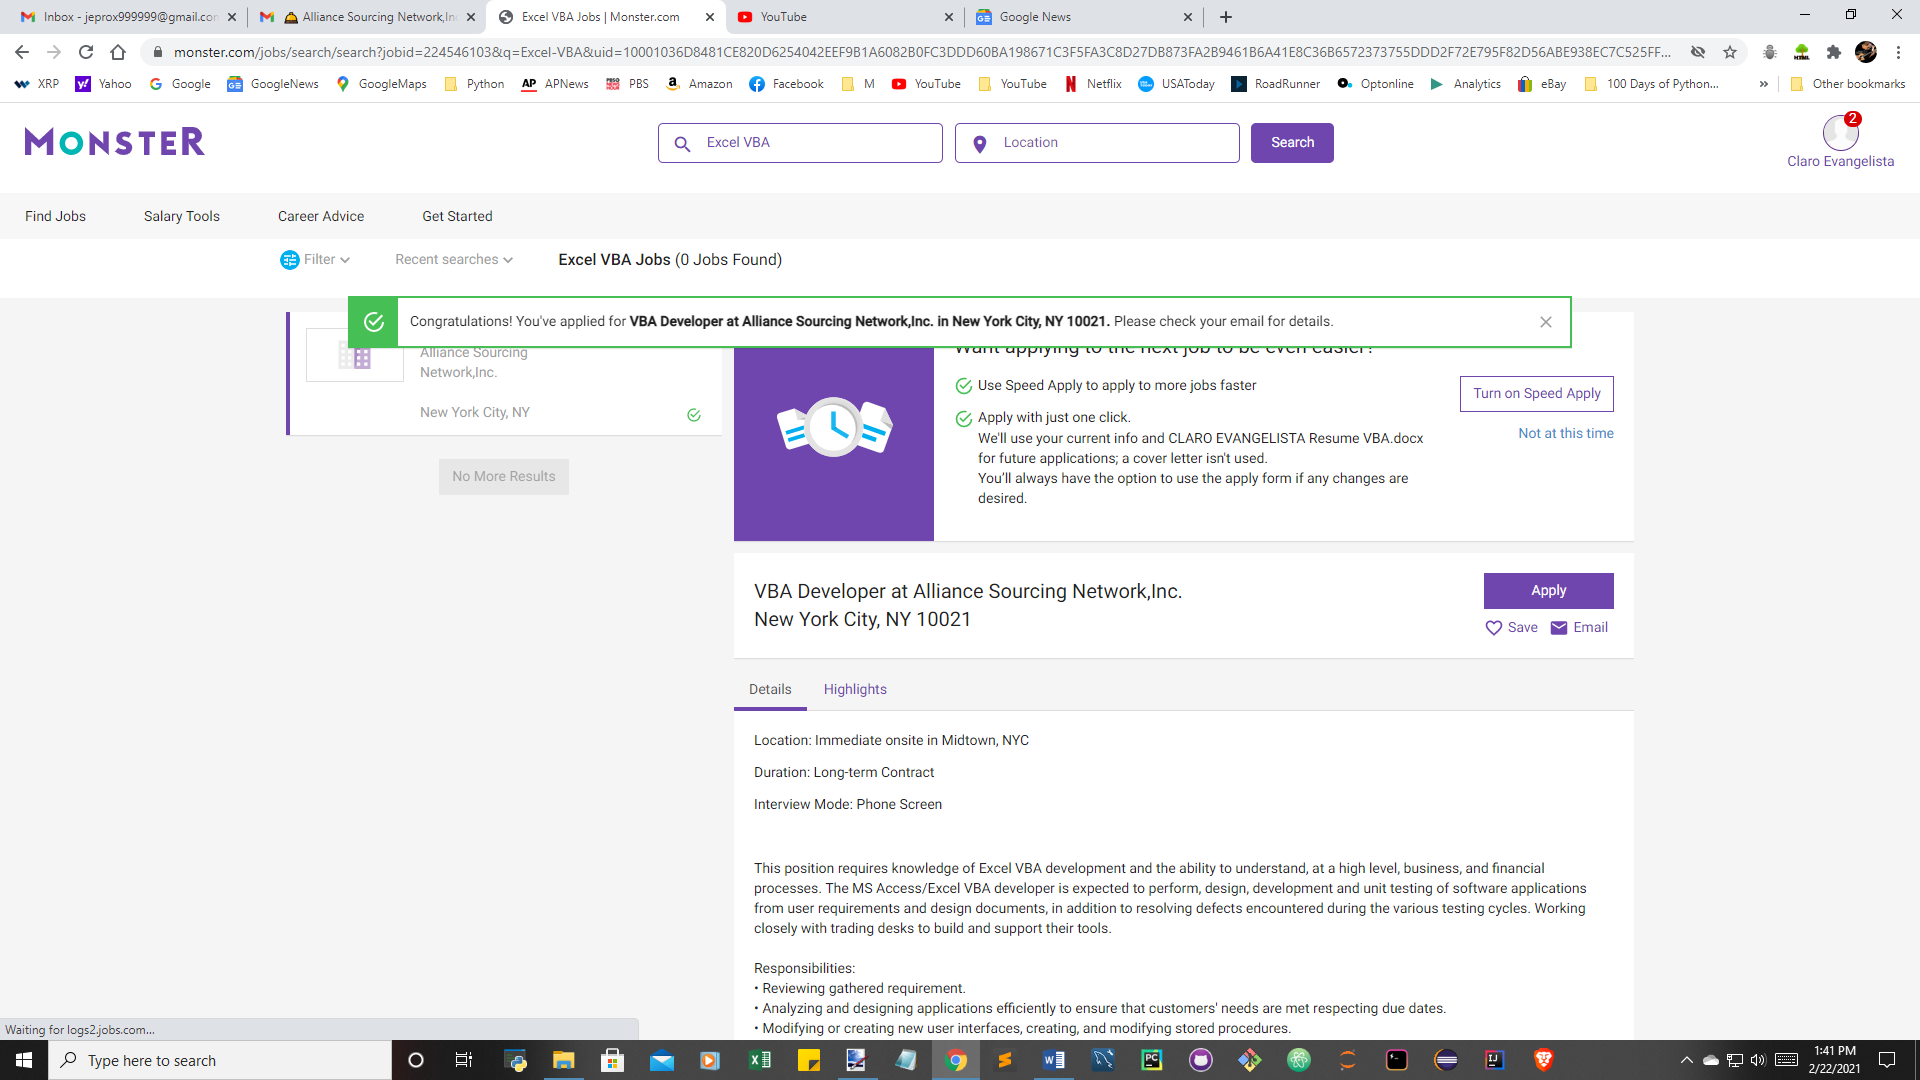 Inbox - jeprox999999@gmail.con
Alliance Sourcing Network,In
Excel VBA Jobs | Monster.com
YouTube
Google News
monster.com/jobs/search/search?jobid=224546103&q=Excel-VBA&uid=10001036D8481CE820D6254042EEF9B1A6082B0FC3DDD60BA198671C3F5FA3C8D27DB873FA2B9461B6A41E8C36B6572373755DDD2F72E795F82D56ABE938EC7C525FF...
XRP Yahoo Google GoogleNews GoogleMaps Python APNews PBS Amazon Facebook M YouTube YouTube Netflix USAToday RoadRunner Optonline Analytics eBay 100 Days of Python... » Other bookmarks
MONSTER
Excel VBA
Location
Search
2
Claro Evangelista
Find Jobs Salary Tools Career Advice Get Started
Filter Recent searches Excel VBA Jobs (0 Jobs Found)
Congratulations! You've applied for VBA Developer at Alliance Sourcing Network,Inc. in New York City, NY 10021. Please check your email for details.
Alliance Sourcing
Network,Inc.
New York City, NY
No More Results
Want applying to the next job to be even easier?
Use Speed Apply to apply to more jobs faster
Apply with just one click.
We'll use your current info and CLARO EVANGELISTA Resume VBA.docx
for future applications; a cover letter isn't used.
You’ll always have the option to use the apply form if any changes are
desired.
Turn on Speed Apply
Not at this time
VBA Developer at Alliance Sourcing Network,Inc.
New York City, NY 10021
Apply
Save Email
Details Highlights
Location: Immediate onsite in Midtown, NYC
Duration: Long-term Contract
Interview Mode: Phone Screen
This position requires knowledge of Excel VBA development and the ability to understand, at a high level, business, and financial
processes. The MS Access/Excel VBA developer is expected to perform, design, development and unit testing of software applications
from user requirements and design documents, in addition to resolving defects encountered during the various testing cycles. Working
closely with trading desks to build and support their tools.
Responsibilities:
• Reviewing gathered requirement.
• Analyzing and designing applications efficiently to ensure that customers' needs are met respecting due dates.
• Modifying or creating new user interfaces, creating, and modifying stored procedures.
Waiting for logs2.jobs.com...
Type here to search
1:41 PM
2/22/2021